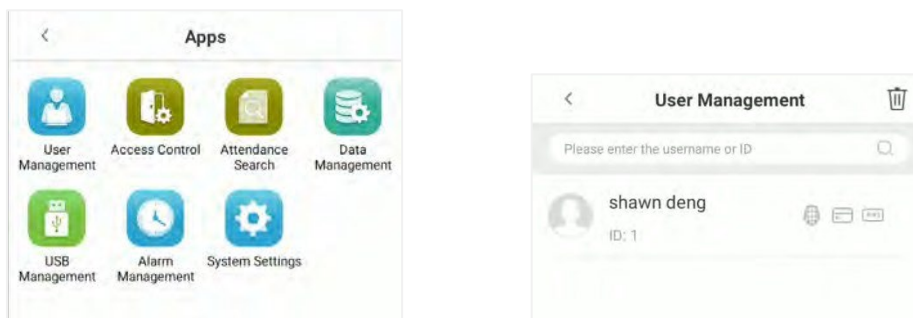 Apps
User
Management
Access Control
Attendance
Search
Data
Management
USB
Management
Alarm
Management
System Settings
User Management
Please enter the username or ID
shawn deng
ID: 1